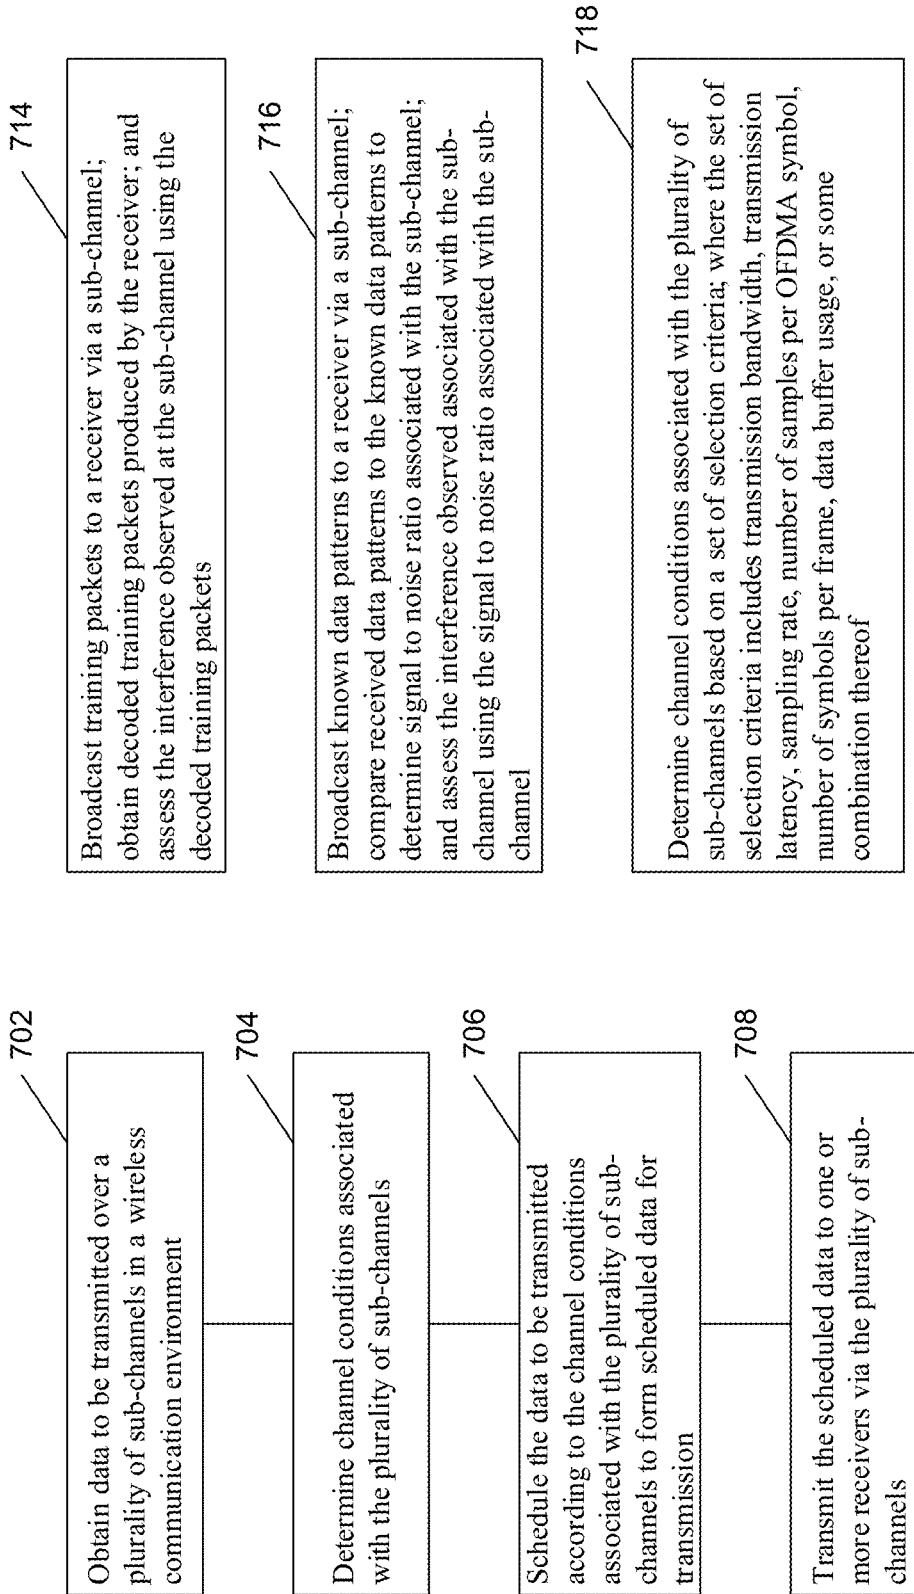 702
Obtain data to be transmitted over a
plurality of sub-channels in a wireless
communication environment
704
Determine channel conditions associated
with the plurality of sub-channels
706
Schedule the data to be transmitted
according to the channel conditions
associated with the plurality of sub-
channels to form scheduled data for
transmission
708
Transmit the scheduled data to one or
more receivers via the plurality of sub-
channels
714
Broadcast training packets to a receiver via a sub-channel;
obtain decoded training packets produced by the receiver; and
assess the interference observed at the sub-channel using the
decoded training packets
716
Broadcast known data patterns to a receiver via a sub-channel;
compare received data patterns to the known data patterns to
determine signal to noise ratio associated with the sub-channel;
and assess the interference observed associated with the sub-
channel using the signal to noise ratio associated with the sub-
channel
718
Determine channel conditions associated with the plurality of
sub-channels based on a set of selection criteria; where the set of
selection criteria includes transmission bandwidth, transmission
latency, sampling rate, number of samples per OFDMA symbol,
number of symbols per frame, data buffer usage, or some
combination thereof